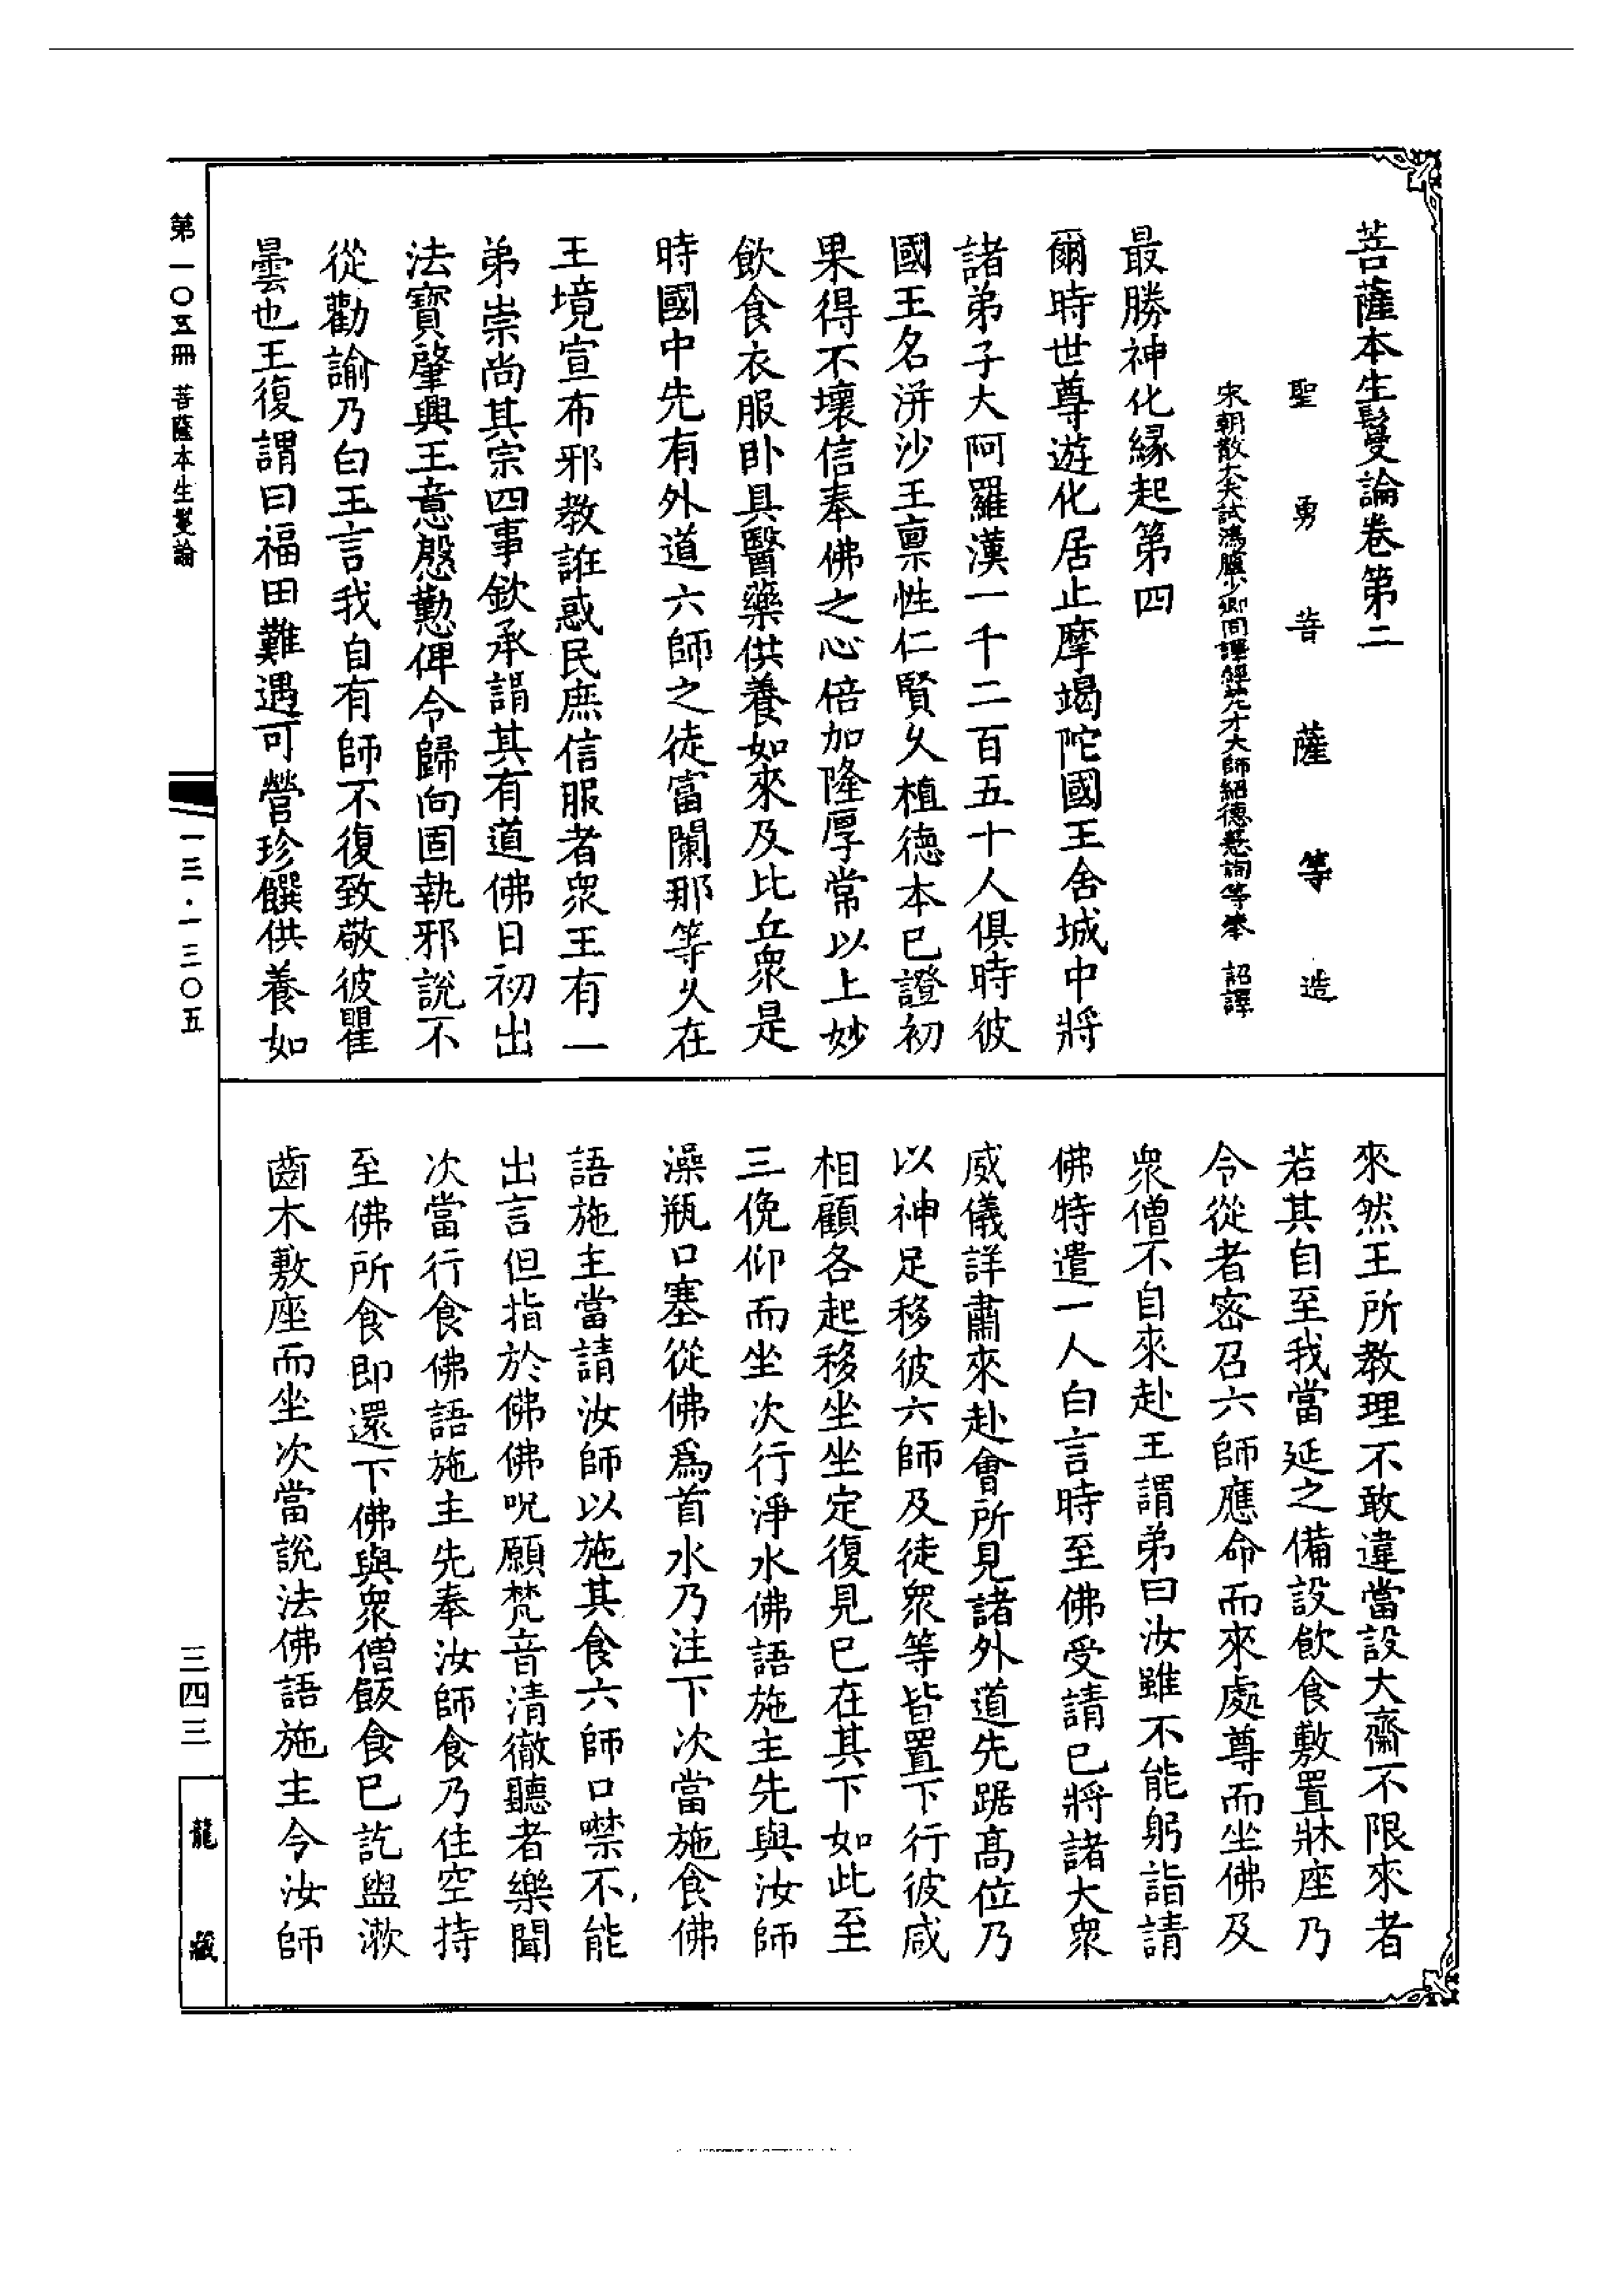 菩薩本生鬘論卷第二
聖勇菩薩等造
宋朝散大夫試鴻臚少卿同譯經梵才大師紹德慧詢等奉 詔譯
最勝神化緣起第四
爾時世尊遊化居止摩竭陀國王舍城中將
諸弟子大阿羅漢一千二百五十人俱時彼
國王名洴沙王禀性仁賢久植德本已證初
果得不壞信奉佛之心倍加隆厚常以上妙
飲食衣服卧具醫藥供養如來及比丘衆是
時國中先有外道六師之徒富闌那等久在
王境宣布邪教誑惑民庶信服者衆王有一
弟崇尚其宗四事欽承謂其有道佛日初出
法寶肇興王意慇懃俾令歸向固執邪說不
從勸諭乃白王言我自有師不復致敬彼瞿
曇也王復謂曰福田難遇可營珍饌供養如
來然王所教理不敢違當設大齋不限來者
若其自至我當延之備設飲食敷置牀座乃
令從者密召六師應命而來處尊而坐佛及
衆僧不自來赴王謂弟曰汝雖不能躬詣請
佛特遣一人白言時至佛受請已將諸大衆
威儀詳肅來赴會所見諸外道先踞高位乃
以神足移彼六師及徒衆等皆置下行彼咸
相顧各起移坐坐定復見已在其下如此至
三俛仰而坐次行淨水佛語施主先與汝師
澡瓶口塞從佛爲首水乃注下次當施食佛
語施主當請汝師以施其食六師口噤不能
出言但指於佛佛呪願梵音清徹聽者樂聞
次當行食佛語施主先奉汝師食乃住空持
至佛所食即還下佛與衆僧飯食已訖盥漱
齒木敷座而坐次當說法佛語施主令汝師
第一〇五冊 菩薩本生鬘論
一三·一三〇五
三四三
龍藏